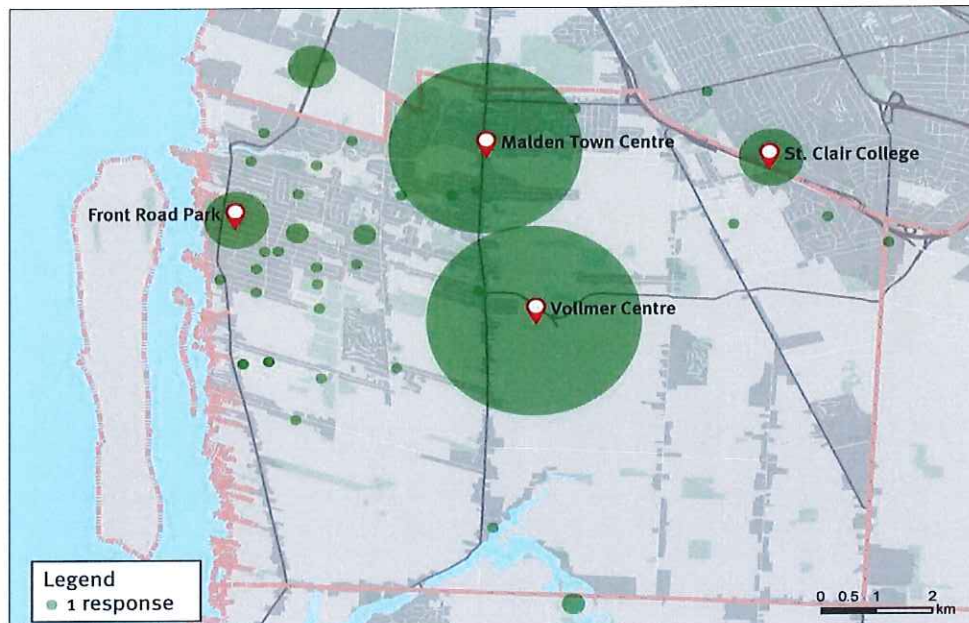 Malden Town Centre
St. Clair College
Front Road Park
Vollmer Centre
Legend
1 response
0 0.5 1 2
km